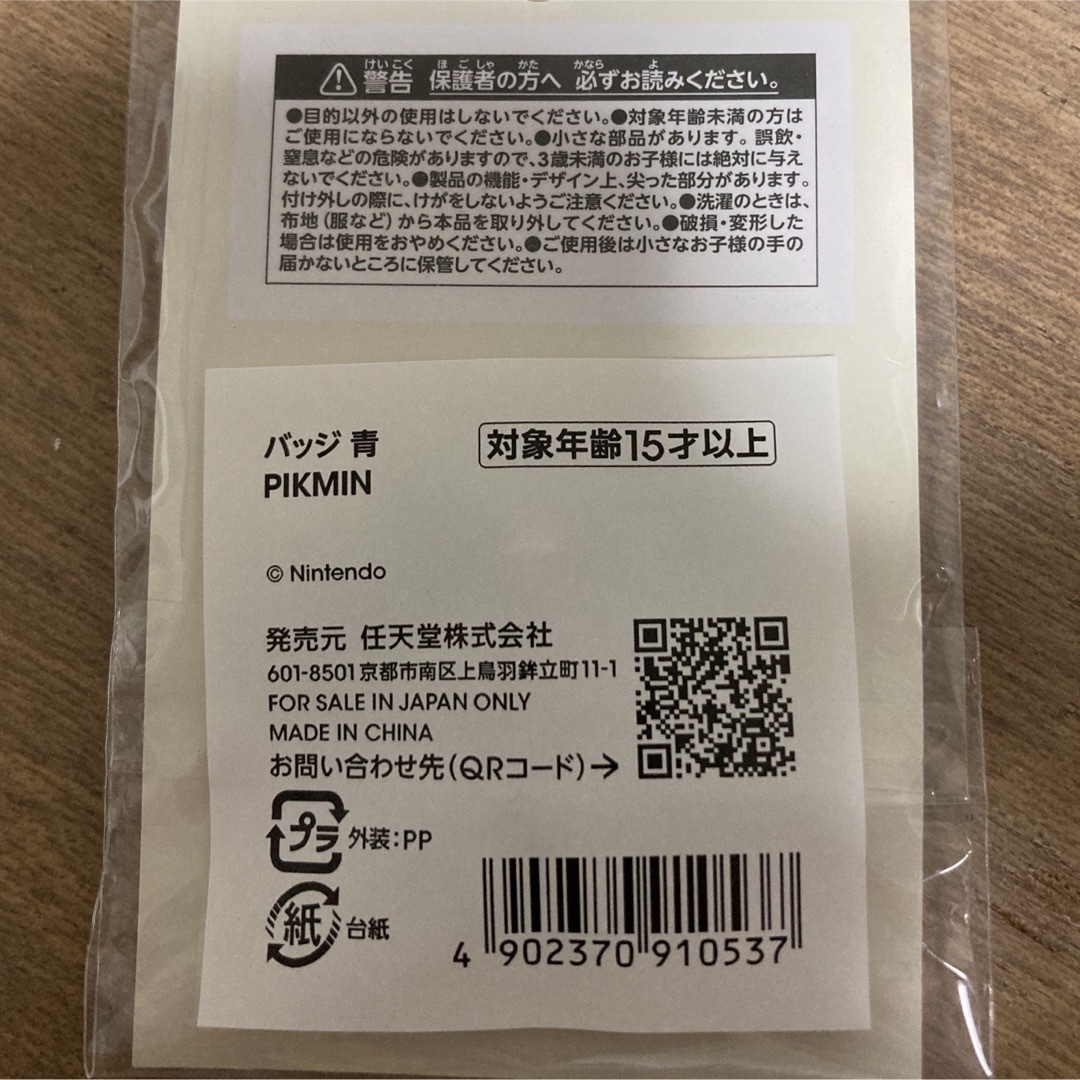 警告 保護者の方へ 必ずお読みください。
●目的以外の使用はしないでください。●対象年齢未満の方は
ご使用にならないでください。●小さな部品があります。誤飲・
窒息などの危険がありますので、3歳未満のお子様には絶対に与え
ないでください。●製品の機能・デザイン上、尖った部分があります。
付け外しの際に、けがをしないようご注意ください。●洗濯のときは、
布地（服など）から本品を取り外してください。●破損・変形した
場合は使用をおやめください。●ご使用後は小さなお子様の手の
届かないところに保管してください。
バッジ 青
PIKMIN
対象年齢15才以上
© Nintendo
発売元 任天堂株式会社
601-8501 京都市南区上鳥羽鉾立町11-1
FOR SALE IN JAPAN ONLY
MADE IN CHINA
お問い合わせ先(QRコード)→
プラ 外装：PP
紙 台紙
4 902370 910537